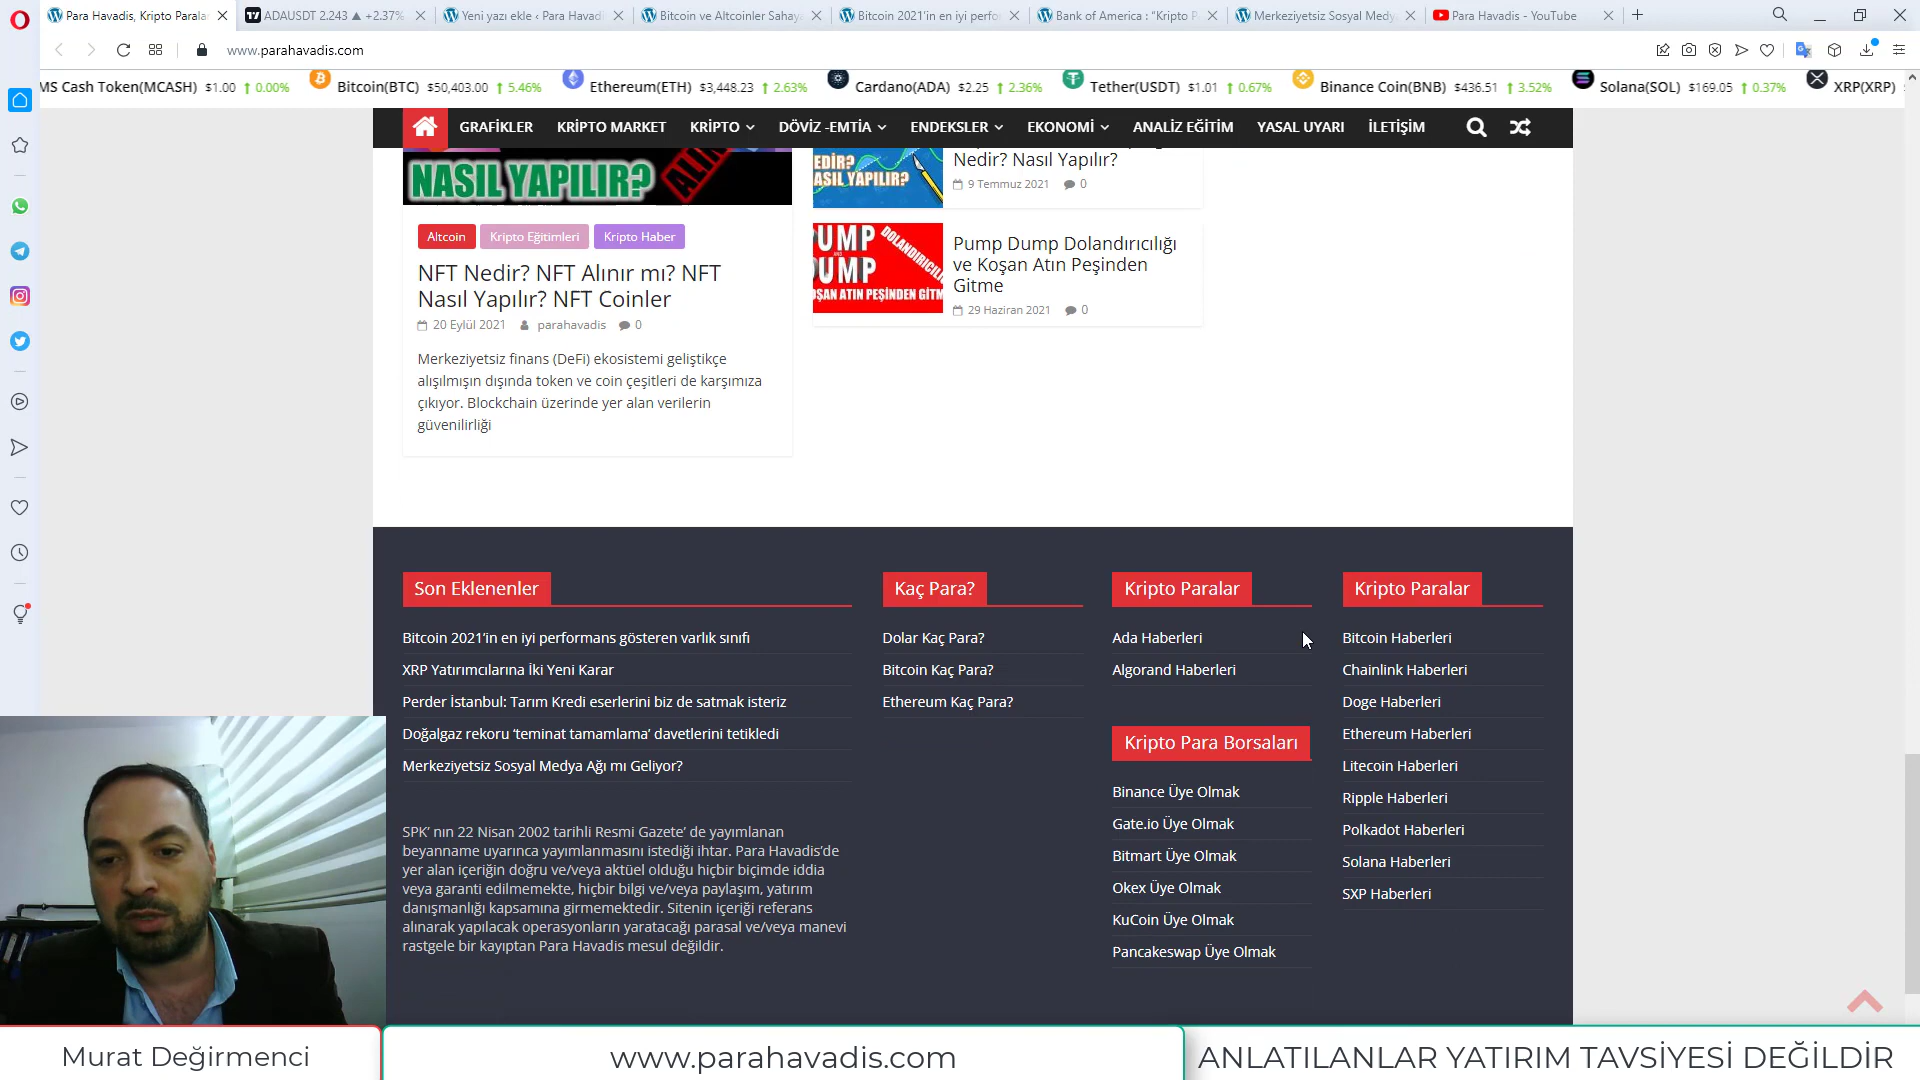 Para Havadis, Kripto Parala
ADAUSDT 2.243 ▲ +2.37%
Yeni yazı ekle ‹ Para Havadi
Bitcoin ve Altcoinler Sahay
Bitcoin 2021'in en iyi perfo
Bank of America : "Kripto P
Merkeziyetsiz Sosyal Medy
Para Havadis - YouTube
www.parahavadis.com
MS Cash Token(MCASH) $1.00 ↑ 0.00%
Bitcoin(BTC) $50,403.00 ↑ 5.46%
Ethereum(ETH) $3,448.23 ↑ 2.63%
Cardano(ADA) $2.25 ↑ 2.36%
Tether(USDT) $1.01 ↑ 0.67%
Binance Coin(BNB) $436.51 ↑ 3.52%
Solana(SOL) $169.05 ↑ 0.37%
XRP(XRP)
GRAFİKLER KRİPTO MARKET KRİPTO DÖVİZ -EMTİA ENDEKSLER EKONOMİ ANALİZ EĞİTİM YASAL UYARI İLETİŞİM
NASIL YAPILIR?
Altcoin Kripto Eğitimleri Kripto Haber
NFT Nedir? NFT Alınır mı? NFT
Nasıl Yapılır? NFT Coinler
20 Eylül 2021 parahavadis 0
Merkeziyetsiz finans (DeFi) ekosistemi geliştikçe
alışılmışın dışında token ve coin çeşitleri de karşımıza
çıkıyor. Blockchain üzerinde yer alan verilerin
güvenilirliği
EDİR?
ASIL YAPILIR?
Nedir? Nasıl Yapılır?
9 Temmuz 2021 0
PUMP
DUMP
DOLANDIRICILIĞI
OŞAN ATIN PEŞİNDEN GİTM
Pump Dump Dolandırıcılığı
ve Koşan Atın Peşinden
Gitme
29 Haziran 2021 0
Son Eklenenler
Bitcoin 2021'in en iyi performans gösteren varlık sınıfı
XRP Yatırımcılarına İki Yeni Karar
Perder İstanbul: Tarım Kredi eserlerini biz de satmak isteriz
Doğalgaz rekoru 'teminat tamamlama' davetlerini tetikledi
Merkeziyetsiz Sosyal Medya Ağı mı Geliyor?
SPK' nın 22 Nisan 2002 tarihli Resmi Gazete' de yayımlanan
beyanname uyarınca yayımlanmasını istediği ihtar. Para Havadis'de
yer alan içeriğin doğru ve/veya aktüel olduğu hiçbir biçimde iddia
veya garanti edilmemekte, hiçbir bilgi ve/veya paylaşım, yatırım
danışmanlığı kapsamına girmemektedir. Sitenin içeriği referans
alınarak yapılacak operasyonların yaratacağı parasal ve/veya manevi
rastgele bir kayıptan Para Havadis mesul değildir.
Kaç Para?
Dolar Kaç Para?
Bitcoin Kaç Para?
Ethereum Kaç Para?
Kripto Paralar
Ada Haberleri
Algorand Haberleri
Kripto Para Borsaları
Binance Üye Olmak
Gate.io Üye Olmak
Bitmart Üye Olmak
Okex Üye Olmak
KuCoin Üye Olmak
Pancakeswap Üye Olmak
Kripto Paralar
Bitcoin Haberleri
Chainlink Haberleri
Doge Haberleri
Ethereum Haberleri
Litecoin Haberleri
Ripple Haberleri
Polkadot Haberleri
Solana Haberleri
SXP Haberleri
Murat Değirmenci
www.parahavadis.com
ANLATILANLAR YATIRIM TAVSİYESİ DEĞİLDİR